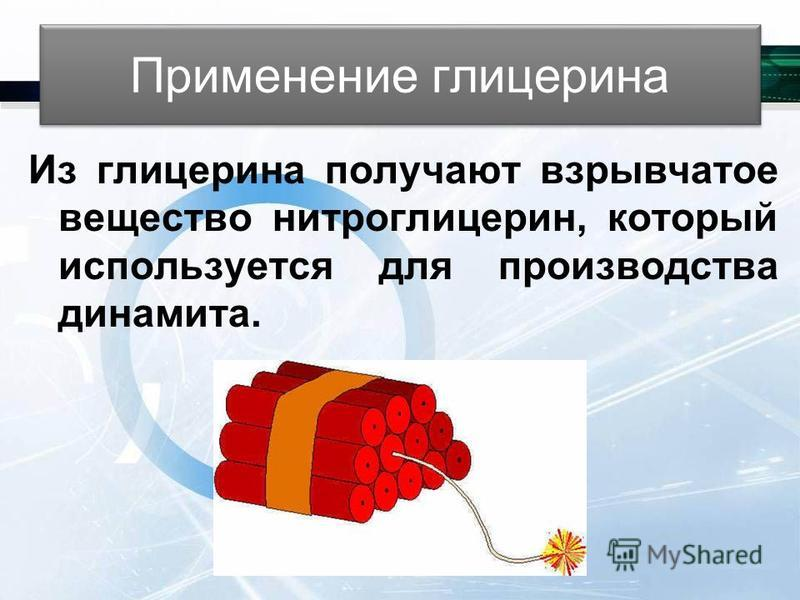 Применение глицерина
Из глицерина получают взрывчатое
вещество нитроглицерин, который
используется для производства
динамита.
MyShared